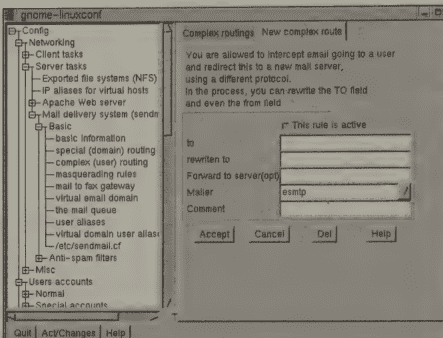 gnome-linuxconf
Config
Networking
Client tasks
Server tasks
Exported file systems (NFS)
IP aliases for virtual hosts
Apache Web server
Mail delivery system (sendm
Basic
basic information
special (domain) routing
complex (user) routing
masquerading rules
mail to fax gateway
virtual email domain
the mail queue
user aliases
virtual domain user alias
/etc/sendmail.cf
Anti-spam filters
Misc
Users accounts
Normal
Special accounts
Quit Act/Changes Help
Complex routings New complex route
You are allowed to intercept email going to a user
and redirect this to a new mail server,
using a different protocol.
In the process, you can rewrite the TO field
and even the from field
This rule is active
to
rewriten to
Forward to server(opt)
Mailer esmtp
Comment
Accept Cancel Del Help